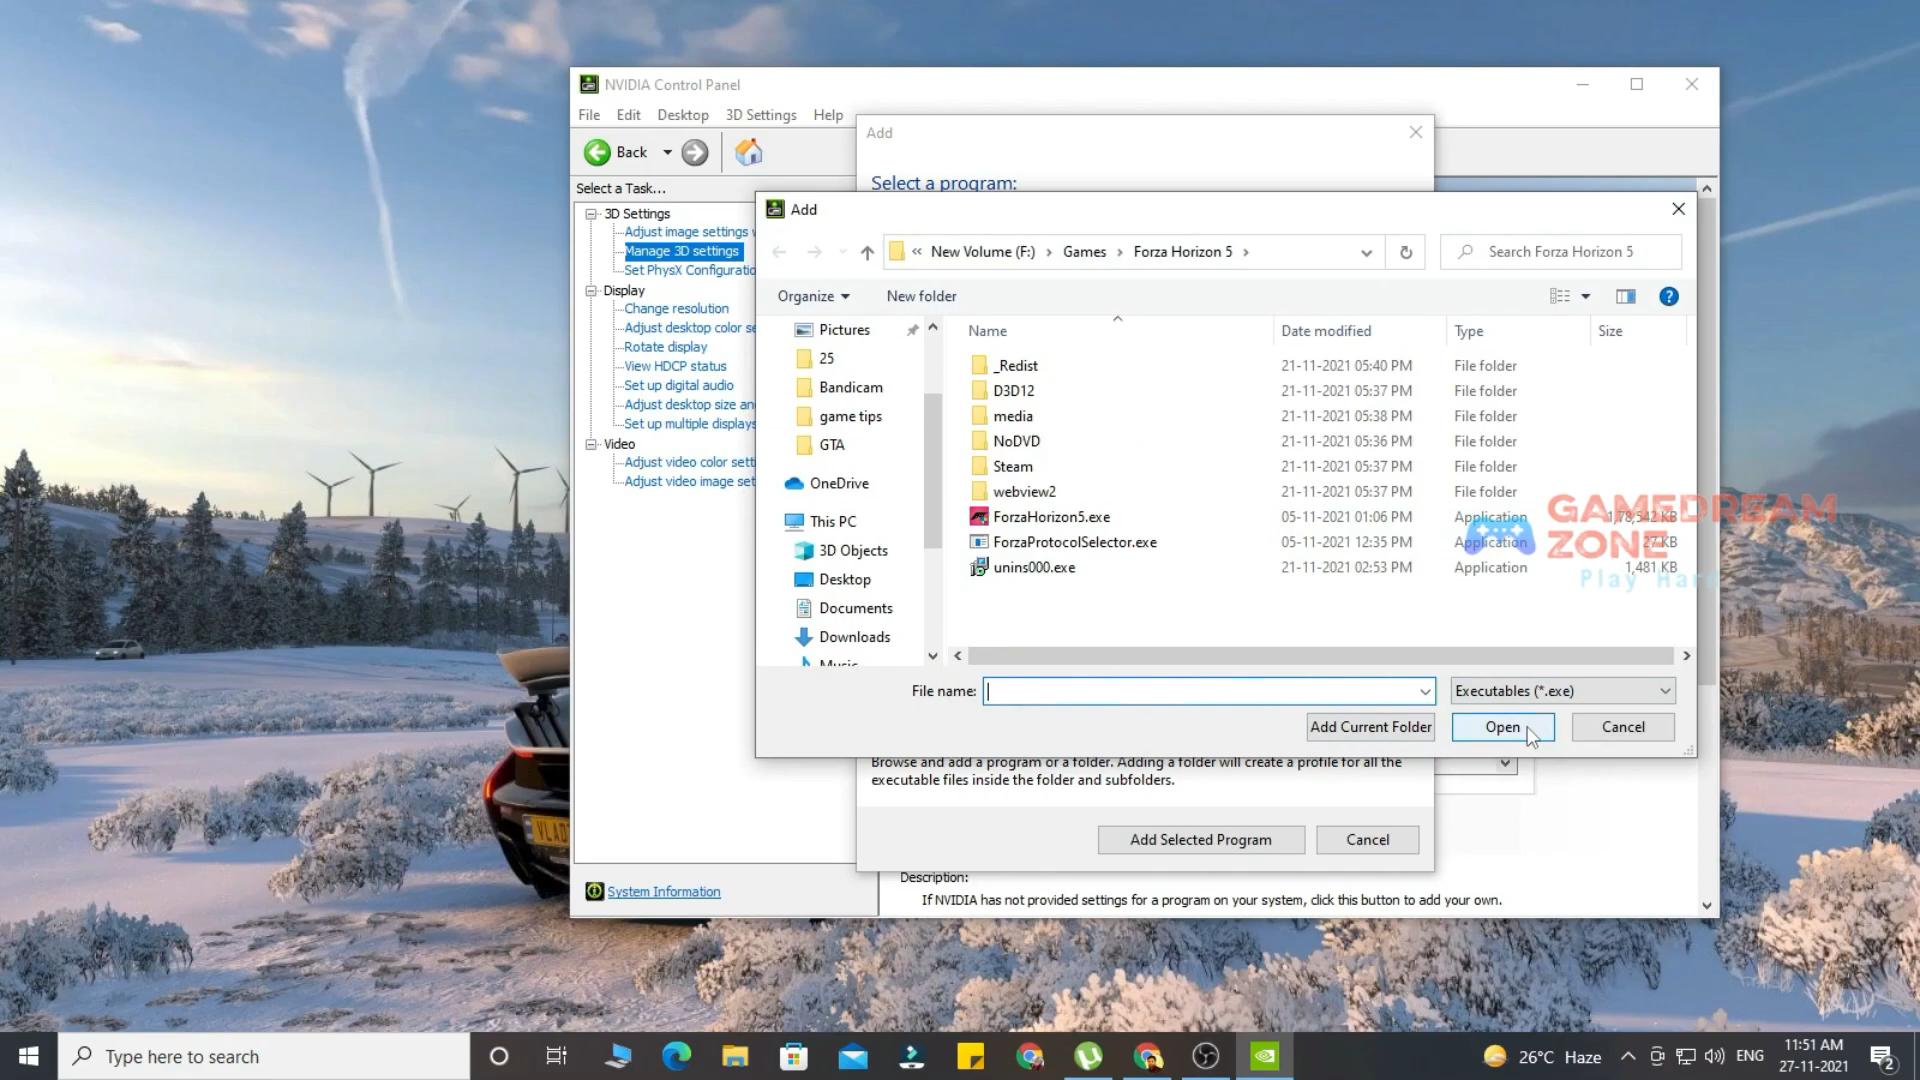 NVIDIA Control Panel
File Edit Desktop 3D Settings Help
Back
Select a Task...
3D Settings
Adjust image settings
Manage 3D settings
Set PhysX Configuratio
Display
Change resolution
Adjust desktop color se
Rotate display
View HDCP status
Set up digital audio
Adjust desktop size an
Set up multiple displays
Video
Adjust video color sett
Adjust video image set
System Information
Add
Select a program:
Add
« New Volume (F:) › Games › Forza Horizon 5 ›
Search Forza Horizon 5
Organize New folder
Pictures
25
Bandicam
game tips
GTA
OneDrive
This PC
3D Objects
Desktop
Documents
Downloads
Music
Name Date modified Type Size
_Redist 21-11-2021 05:40 PM File folder
D3D12 21-11-2021 05:37 PM File folder
media 21-11-2021 05:38 PM File folder
NoDVD 21-11-2021 05:36 PM File folder
Steam 21-11-2021 05:37 PM File folder
webview2 21-11-2021 05:37 PM File folder
ForzaHorizon5.exe 05-11-2021 01:06 PM Application 1,78,542 KB
ForzaProtocolSelector.exe 05-11-2021 12:35 PM Application 27 KB
unins000.exe 21-11-2021 02:53 PM Application 1,481 KB
GAMEDREAM
ZONE
Play Hard
File name: Executables (*.exe)
Add Current Folder Open Cancel
Browse and add a program or a folder. Adding a folder will create a profile for all the
executable files inside the folder and subfolders.
Add Selected Program Cancel
Description:
If NVIDIA has not provided settings for a program on your system, click this button to add your own.
VLAD
Type here to search
26°C Haze
ENG
11:51 AM
27-11-2021
2